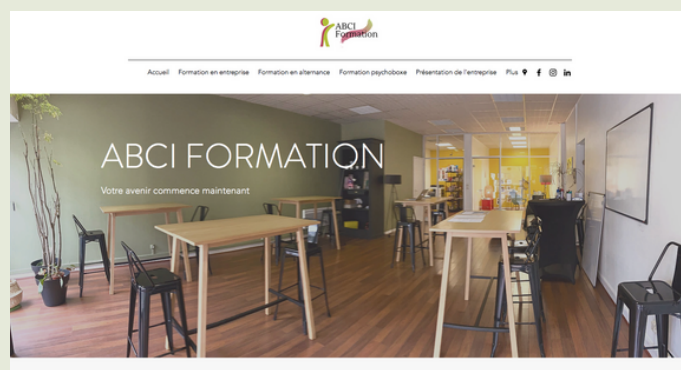 ABCI
Formation
Accueil Formation en entreprise Formation en alternance Formation psychoboxe Présentation de l'entreprise Plus
ABCI FORMATION
Votre avenir commence maintenant